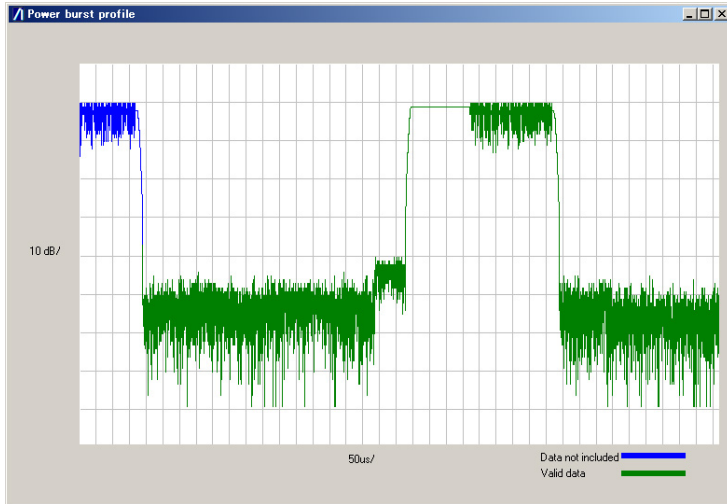 Power burst profile
10 dB/
50us/
Data not included
Valid data